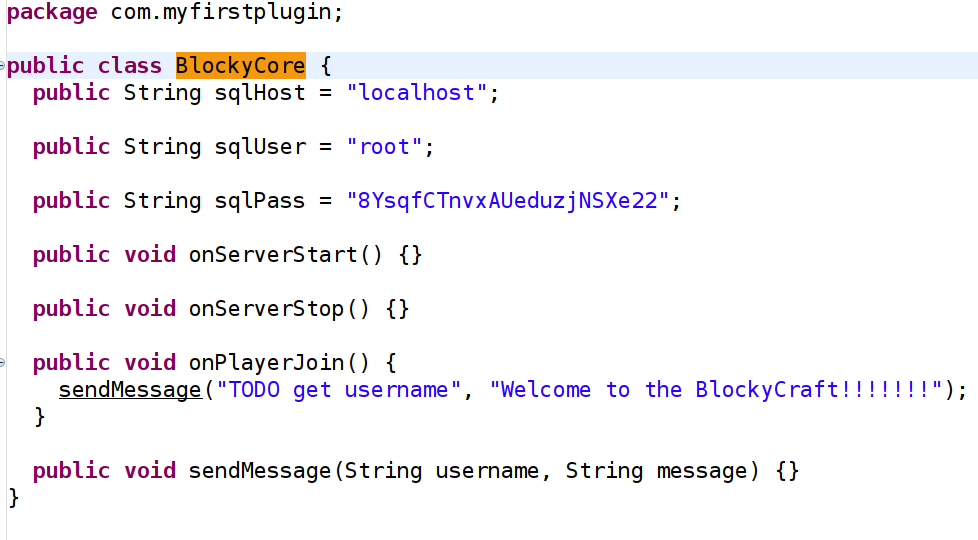 package com.myfirstplugin;
public class BlockyCore {
public String sqlHost = "localhost";
public String sqlUser = "root";
public String sqlPass = "8YsqfCTnvxAUeduzjNSXe22";
public void onServerStart() {}
public void onServerStop() {}
public void onPlayerJoin() {
sendMessage("TODO get username", "Welcome to the BlockyCraft!!!!!!!");
}
public void sendMessage(String username, String message) {}
}